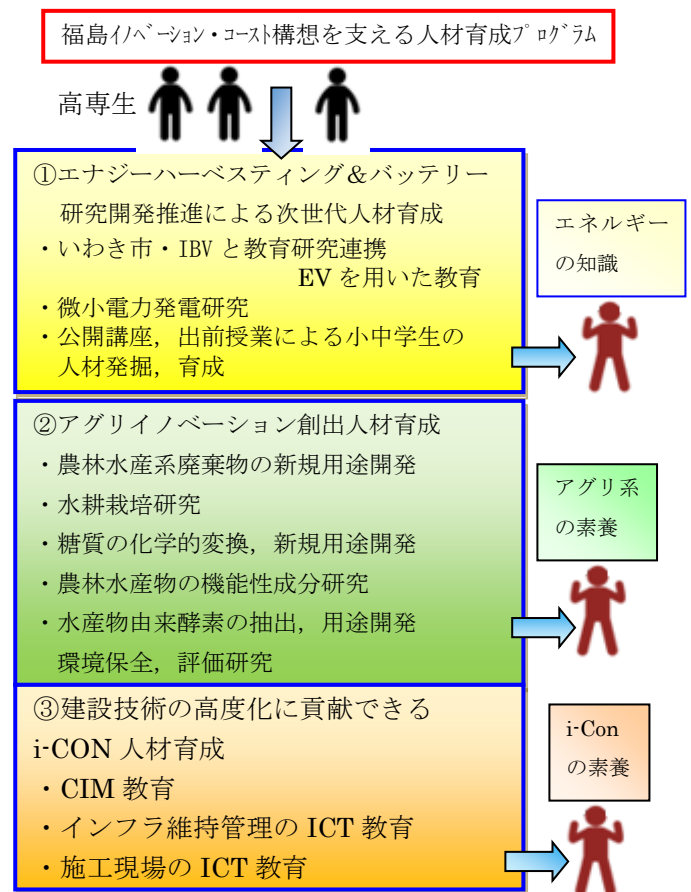 福島ｲﾉﾍﾞｰｼｮﾝ・ｺｰｽﾄ構想を支える人材育成ﾌﾟﾛｸﾞﾗﾑ
高専生
①エナジーハーベスティング＆バッテリー
研究開発推進による次世代人材育成
・いわき市・IBV と教育研究連携
EV を用いた教育
・微小電力発電研究
・公開講座，出前授業による小中学生の
人材発掘，育成
エネルギー
の知識
②アグリイノベーション創出人材育成
・農林水産系廃棄物の新規用途開発
・水耕栽培研究
・糖質の化学的変換，新規用途開発
・農林水産物の機能性成分研究
・水産物由来酵素の抽出，用途開発
環境保全，評価研究
アグリ系
の素養
③建設技術の高度化に貢献できる
i-CON 人材育成
・CIM 教育
・インフラ維持管理の ICT 教育
・施工現場の ICT 教育
i-Con
の素養